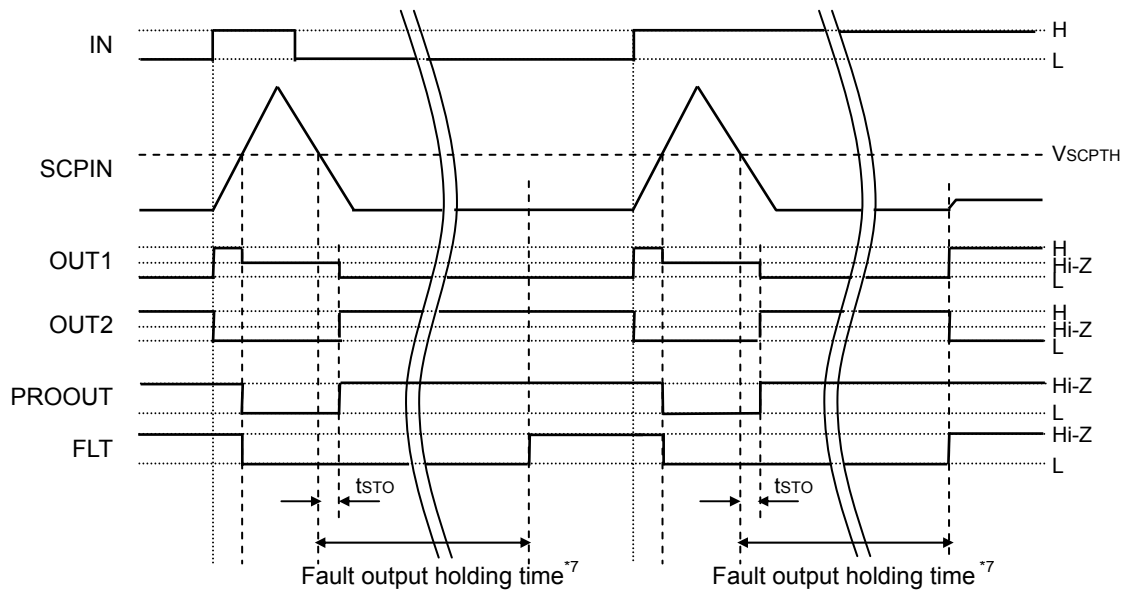 IN
H
L
SCPIN
VSCPTH
OUT1
H
Hi-Z
L
OUT2
H
Hi-Z
L
PROOUT
Hi-Z
L
FLT
Hi-Z
L
tSTO
tSTO
Fault output holding time*7
Fault output holding time*7